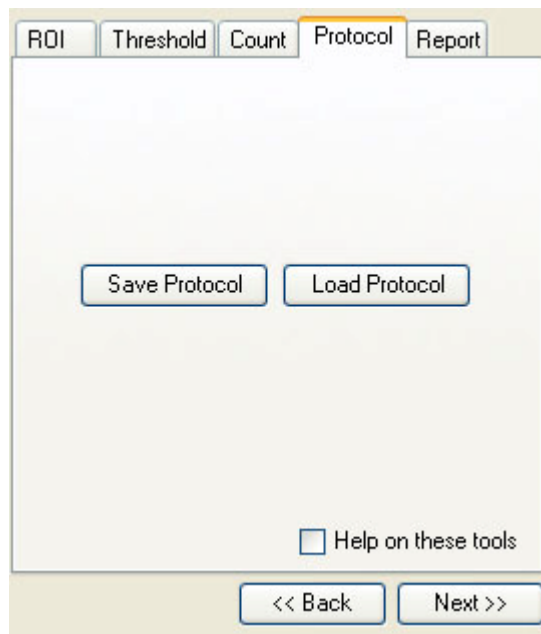 ROI Threshold Count Protocol Report
Save Protocol Load Protocol
Help on these tools
<< Back Next >>